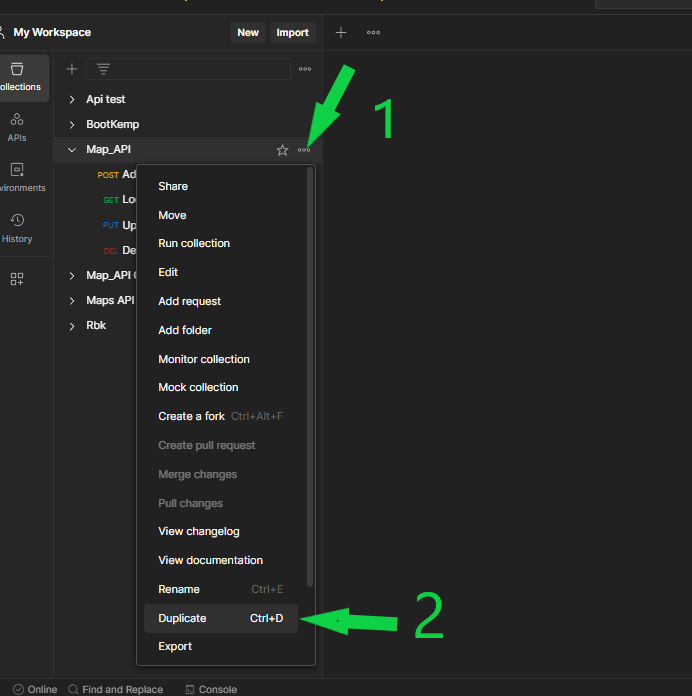 My Workspace New Import
ollections
APIs
vironments
History
Api test
BootKemp
Map_API
POST Ad
GET Lo
PUT Up
DEL De
Map_API
Maps API
Rbk
1
Share
Move
Run collection
Edit
Add request
Add folder
Monitor collection
Mock collection
Create a fork Ctrl+Alt+F
Create pull request
Merge changes
Pull changes
View changelog
View documentation
Rename Ctrl+E
Duplicate Ctrl+D
Export
2
Online Find and Replace Console